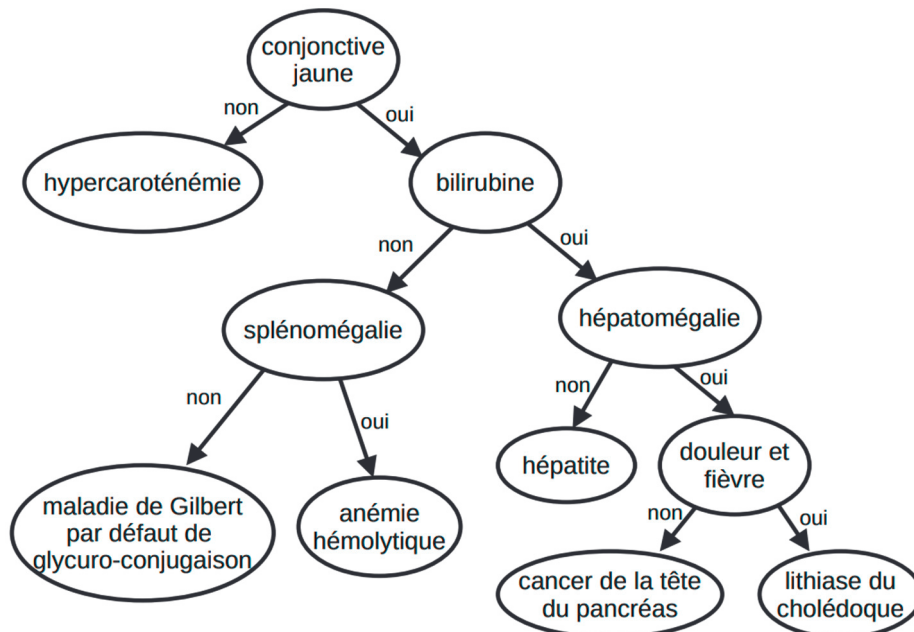 conjonctive
jaune
non
oui
hypercaroténémie
bilirubine
non
oui
splénomégalie
hépatomégalie
non
oui
non
oui
maladie de Gilbert
par défaut de
glycuro-conjugaison
anémie
hémolytique
hépatite
douleur et
fièvre
non
oui
cancer de la tête
du pancréas
lithiase du
cholédoque